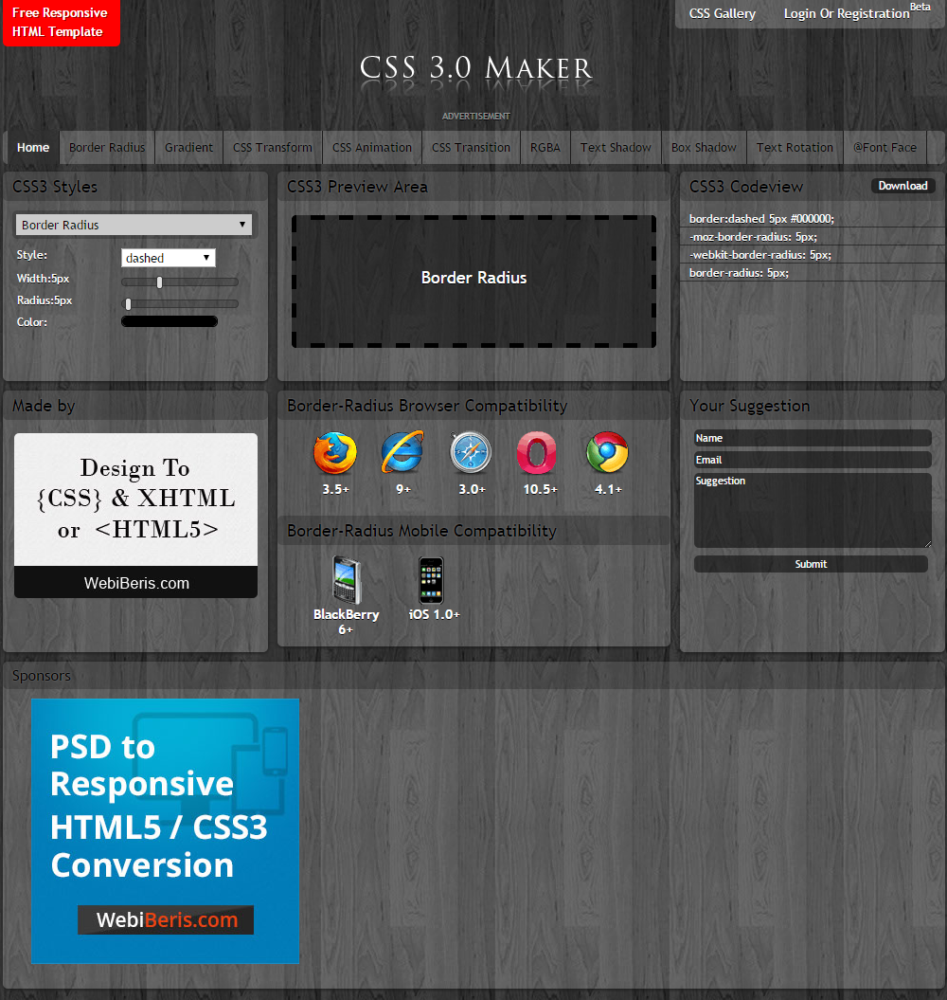 Free Responsive
HTML Template
CSS Gallery
Login Or Registration Beta
CSS 3.0 Maker
ADVERTISEMENT
Home
Border Radius
Gradient
CSS Transform
CSS Animation
CSS Transition
RGBA
Text Shadow
Box Shadow
Text Rotation
@Font Face
CSS3 Styles
Border Radius
Style:
dashed
Width:5px
Radius:5px
Color:
CSS3 Preview Area
Border Radius
CSS3 Codeview
Download
border:dashed 5px #000000;
-moz-border-radius: 5px;
-webkit-border-radius: 5px;
border-radius: 5px;
Made by
Design To
{CSS} & XHTML
or <HTML5>
WebiBeris.com
Border-Radius Browser Compatibility
3.5+
9+
3.0+
10.5+
4.1+
Border-Radius Mobile Compatibility
BlackBerry
6+
iOS 1.0+
Your Suggestion
Name
Email
Suggestion
Submit
Sponsors
PSD to
Responsive
HTML5 / CSS3
Conversion
WebiBeris.com